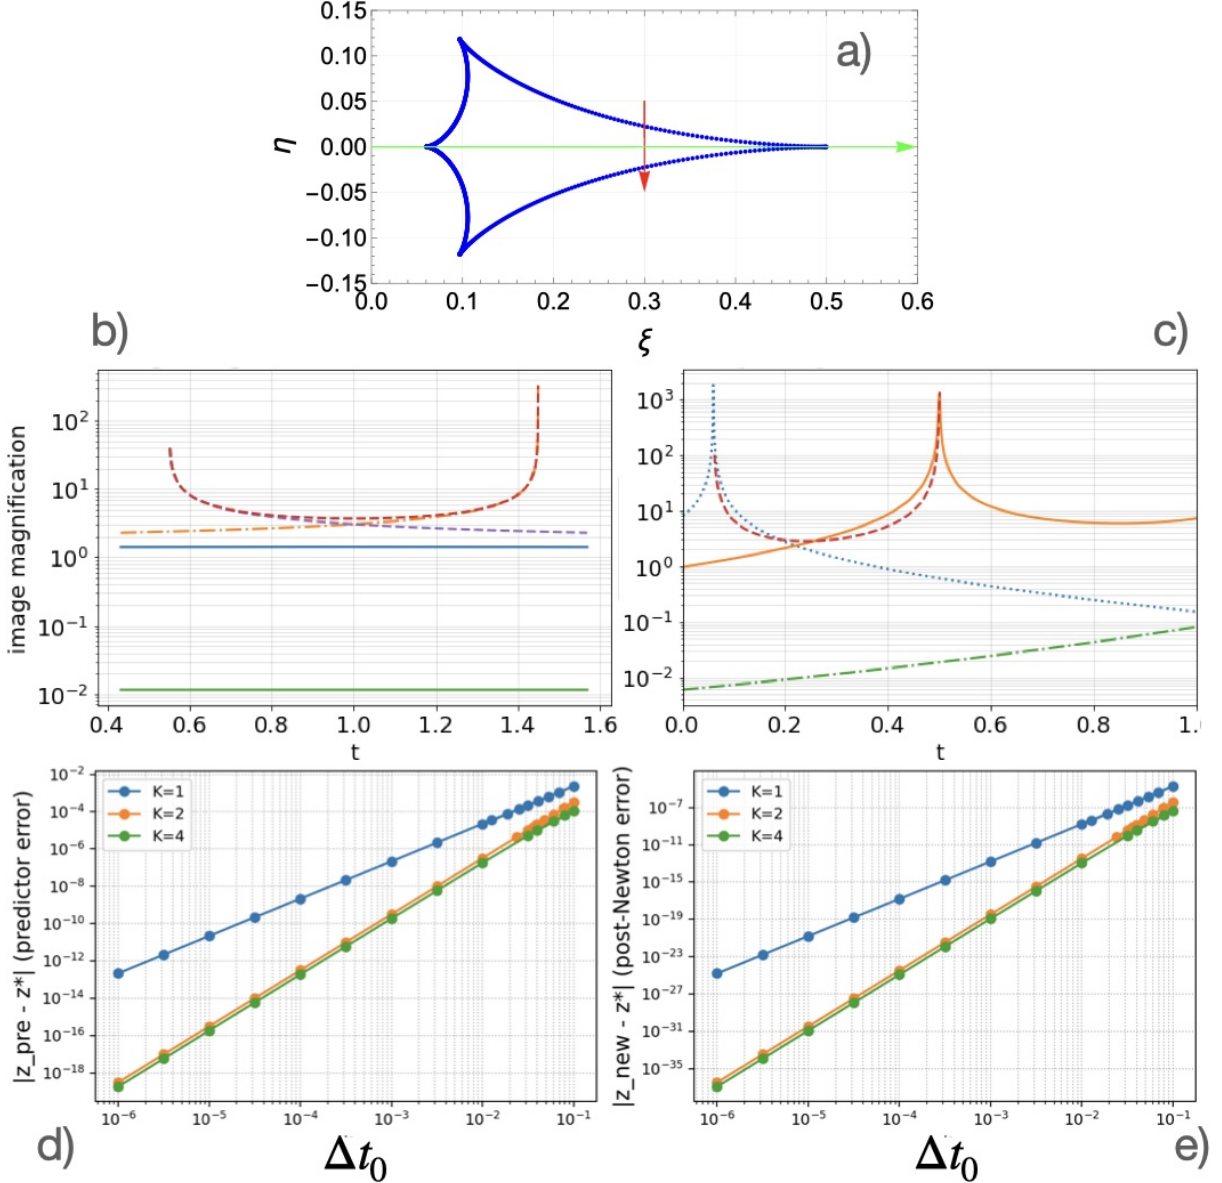 a)
0.15
0.10
0.05
0.00
−0.05
−0.10
−0.15
η
0.0 0.1 0.2 0.3 0.4 0.5 0.6
ξ
b)
c)
image magnification
10² 10¹ 10⁰ 10⁻¹ 10⁻²
0.4 0.6 0.8 1.0 1.2 1.4 1.6
t
10³ 10² 10¹ 10⁰ 10⁻¹ 10⁻²
0.0 0.2 0.4 0.6 0.8 1.
t
|z_pre - z*| (predictor error)
10⁻² 10⁻⁴ 10⁻⁶ 10⁻⁸ 10⁻¹⁰ 10⁻¹² 10⁻¹⁴ 10⁻¹⁶ 10⁻¹⁸
K=1
K=2
K=4
10⁻⁶ 10⁻⁵ 10⁻⁴ 10⁻³ 10⁻² 10⁻¹
Δt₀
d)
|z_new - z*| (post-Newton error)
10⁻⁷ 10⁻¹¹ 10⁻¹⁵ 10⁻¹⁹ 10⁻²³ 10⁻²⁷ 10⁻³¹ 10⁻³⁵
K=1
K=2
K=4
10⁻⁶ 10⁻⁵ 10⁻⁴ 10⁻³ 10⁻² 10⁻¹
Δt₀
e)